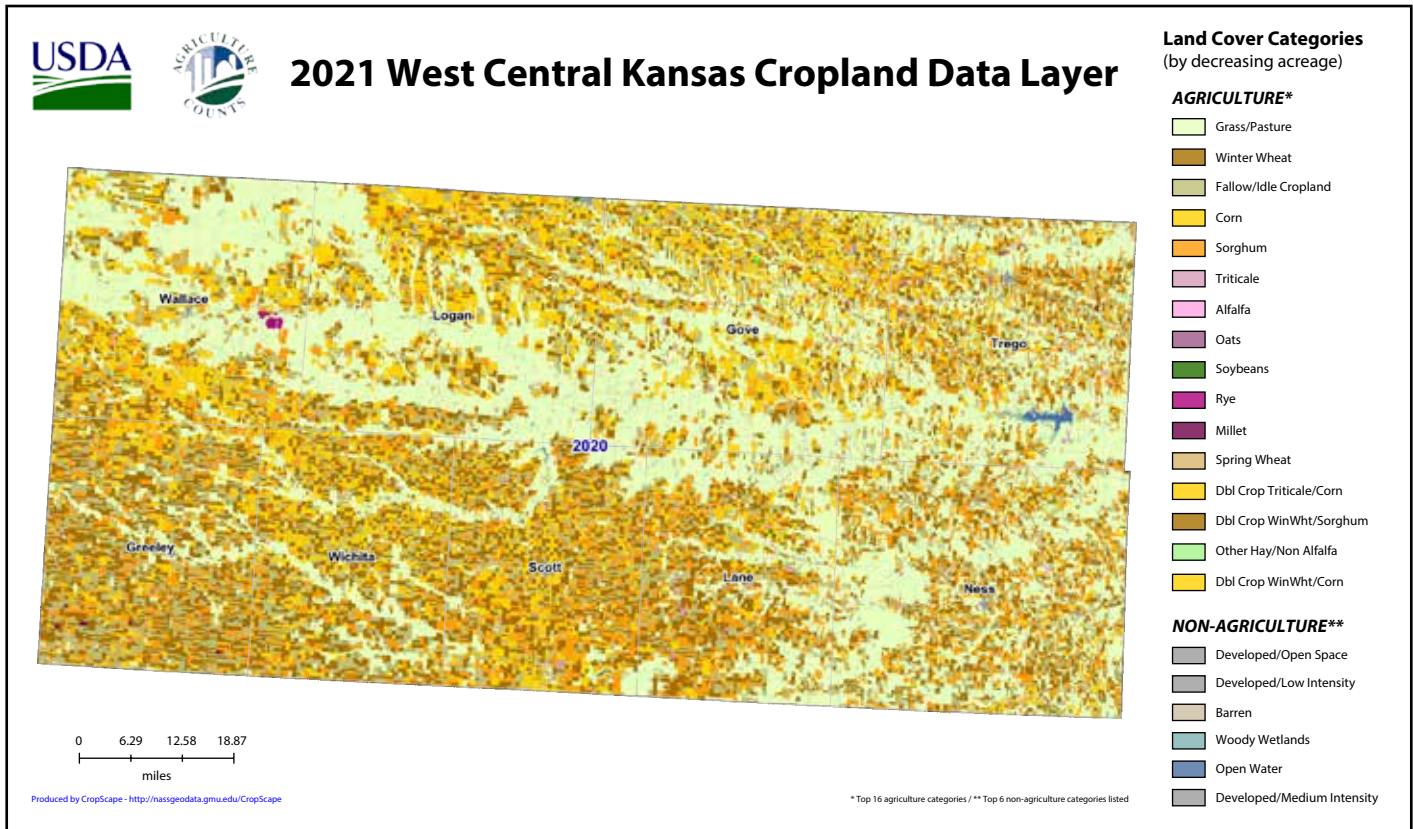 USDA
AGRICULTURE
COUNTS
2021 West Central Kansas Cropland Data Layer
Land Cover Categories
(by decreasing acreage)
AGRICULTURE*
Grass/Pasture
Winter Wheat
Fallow/Idle Cropland
Corn
Sorghum
Triticale
Alfalfa
Oats
Soybeans
Rye
Millet
Spring Wheat
Dbl Crop Triticale/Corn
Dbl Crop WinWht/Sorghum
Other Hay/Non Alfalfa
Dbl Crop WinWht/Corn
NON-AGRICULTURE**
Developed/Open Space
Developed/Low Intensity
Barren
Woody Wetlands
Open Water
Developed/Medium Intensity
Wallace
Logan
Gove
Trego
2020
Greeley
Wichita
Scott
Lane
Ness
0 6.29 12.58 18.87
miles
Produced by CropScape - http://nassgeodata.gmu.edu/CropScape
* Top 16 agriculture categories / ** Top 6 non-agriculture categories listed